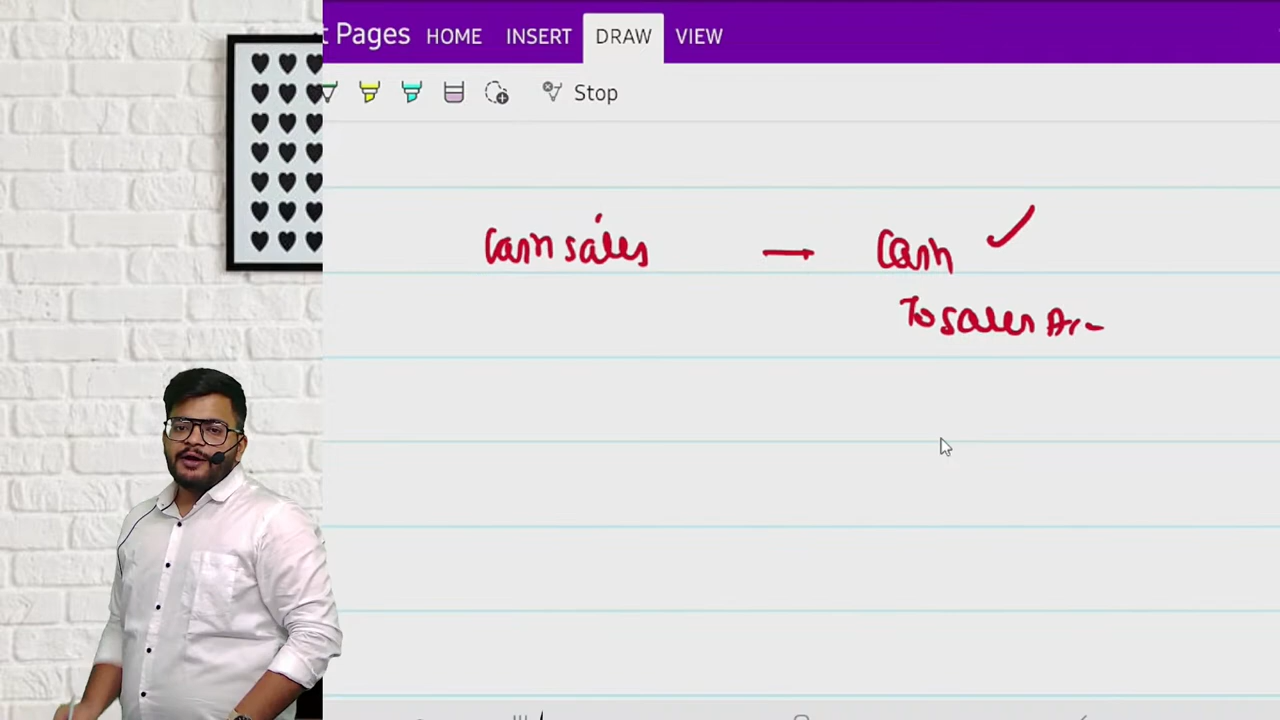 t Pages HOME INSERT DRAW VIEW
Stop
Cash sales → Cash ✓
To sales A/c